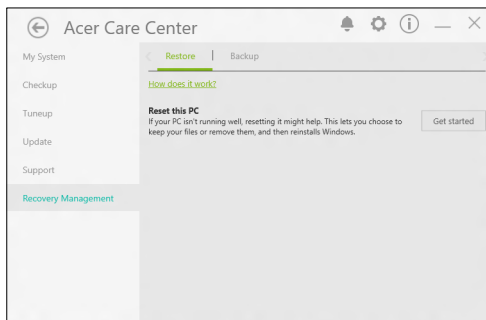 Acer Care Center
My System
Checkup
Tuneup
Update
Support
Recovery Management
Restore
Backup
How does it work?
Reset this PC
If your PC isn't running well, resetting it might help. This lets you choose to
keep your files or remove them, and then reinstalls Windows.
Get started